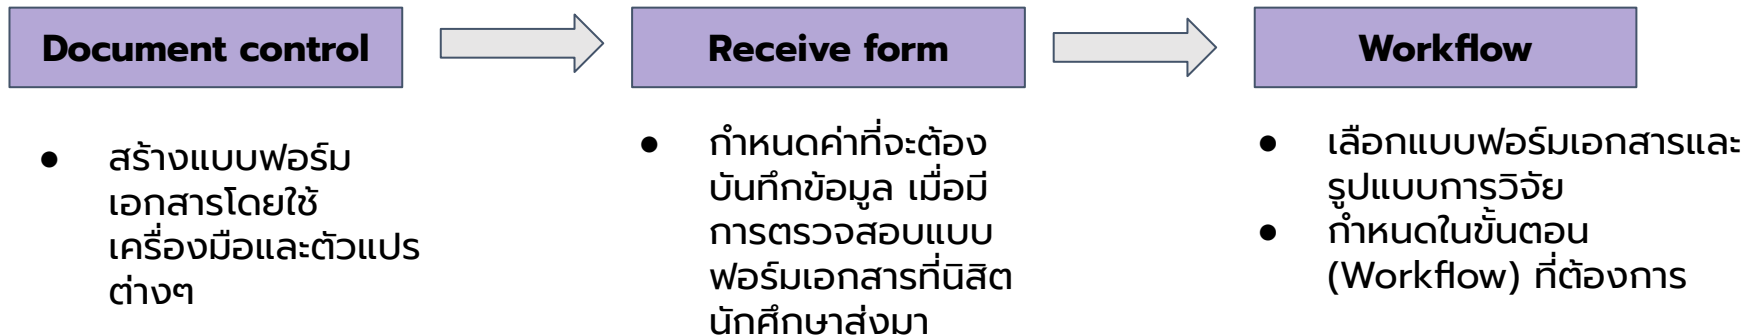 Document control
Receive form
Workflow
● สร้างแบบฟอร์ม
เอกสารโดยใช้
เครื่องมือและตัวแปร
ต่างๆ
● กำหนดค่าที่จะต้อง
บันทึกข้อมูล เมื่อมี
การตรวจสอบแบบ
ฟอร์มเอกสารที่นิสิต
นักศึกษาส่งมา
● เลือกแบบฟอร์มเอกสารและ
รูปแบบการวิจัย
● กำหนดในขั้นตอน
(Workflow) ที่ต้องการ